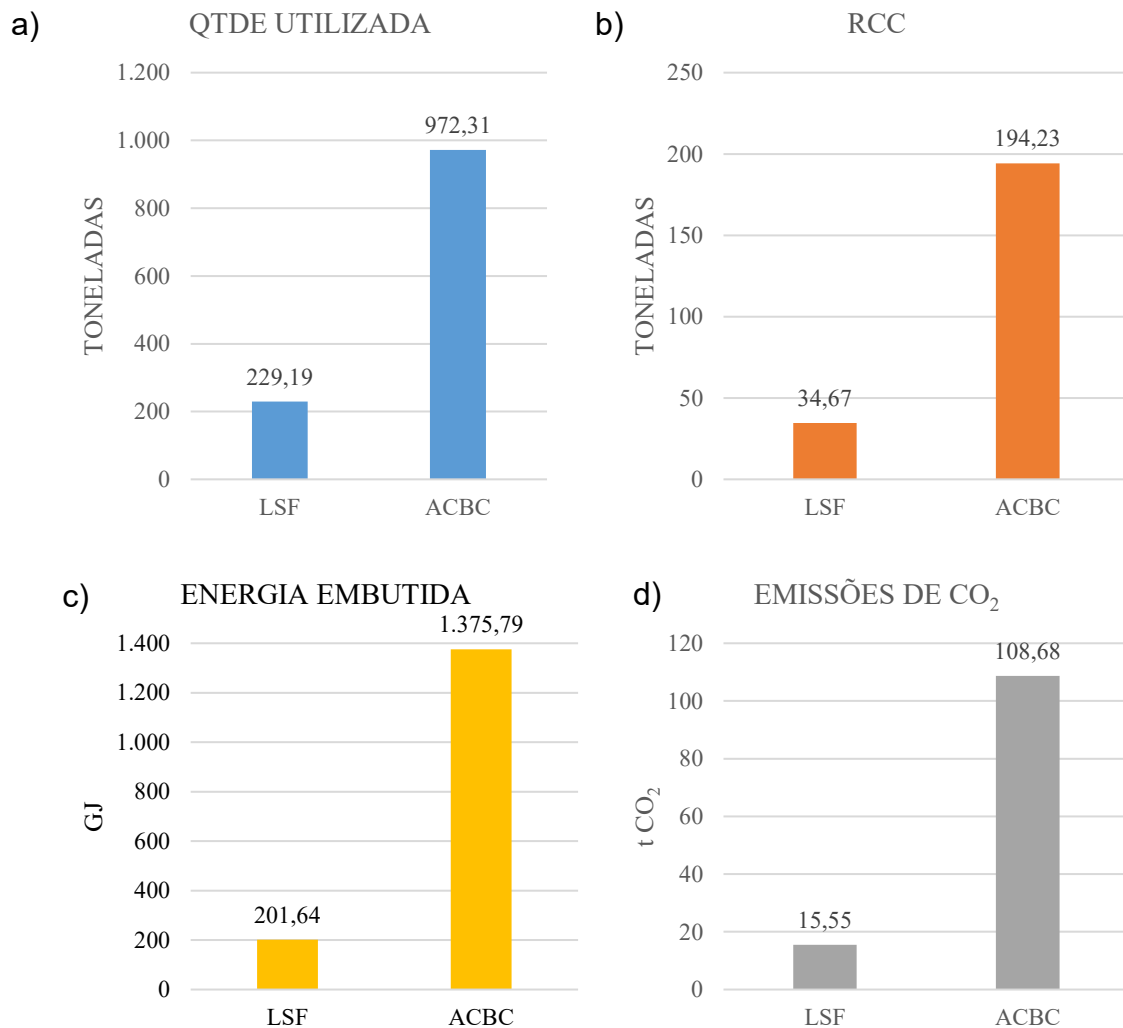 a)
QTDE UTILIZADA
1.200
1.000
800
600
400
200
0
TONELADAS
229,19
972,31
LSF
ACBC
b)
RCC
250
200
150
100
50
0
TONELADAS
34,67
194,23
LSF
ACBC
c)
ENERGIA EMBUTIDA
1.400
1.200
1.000
800
600
400
200
0
GJ
201,64
1.375,79
LSF
ACBC
d)
EMISSÕES DE CO₂
120
100
80
60
40
20
0
t CO₂
15,55
108,68
LSF
ACBC